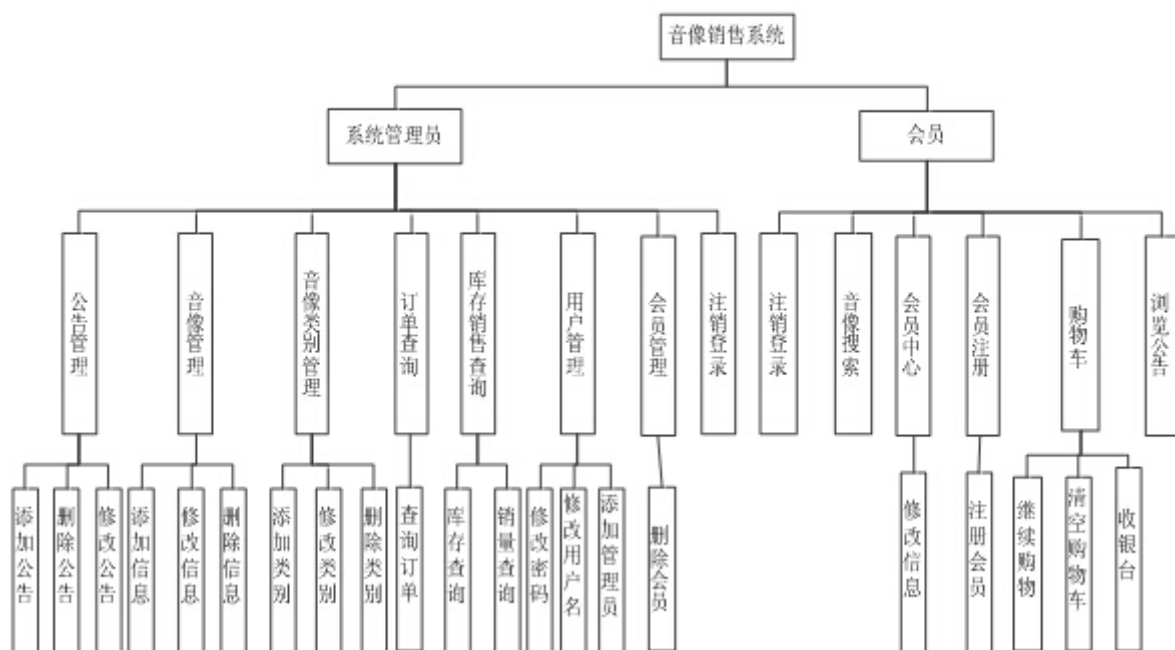 音像销售系统
系统管理员
会员
公告管理
音像管理
音像类别管理
订单查询
库存销售查询
用户管理
会员管理
注销登录
注销登录
音像搜索
会员中心
会员注册
购物车
浏览公告
添加公告
删除公告
修改公告
添加信息
修改信息
删除信息
添加类别
修改类别
删除类别
查询订单
库存查询
销量查询
修改密码
修改用户名
添加管理员
删除会员
修改信息
注册会员
继续购物
清空购物车
收银台